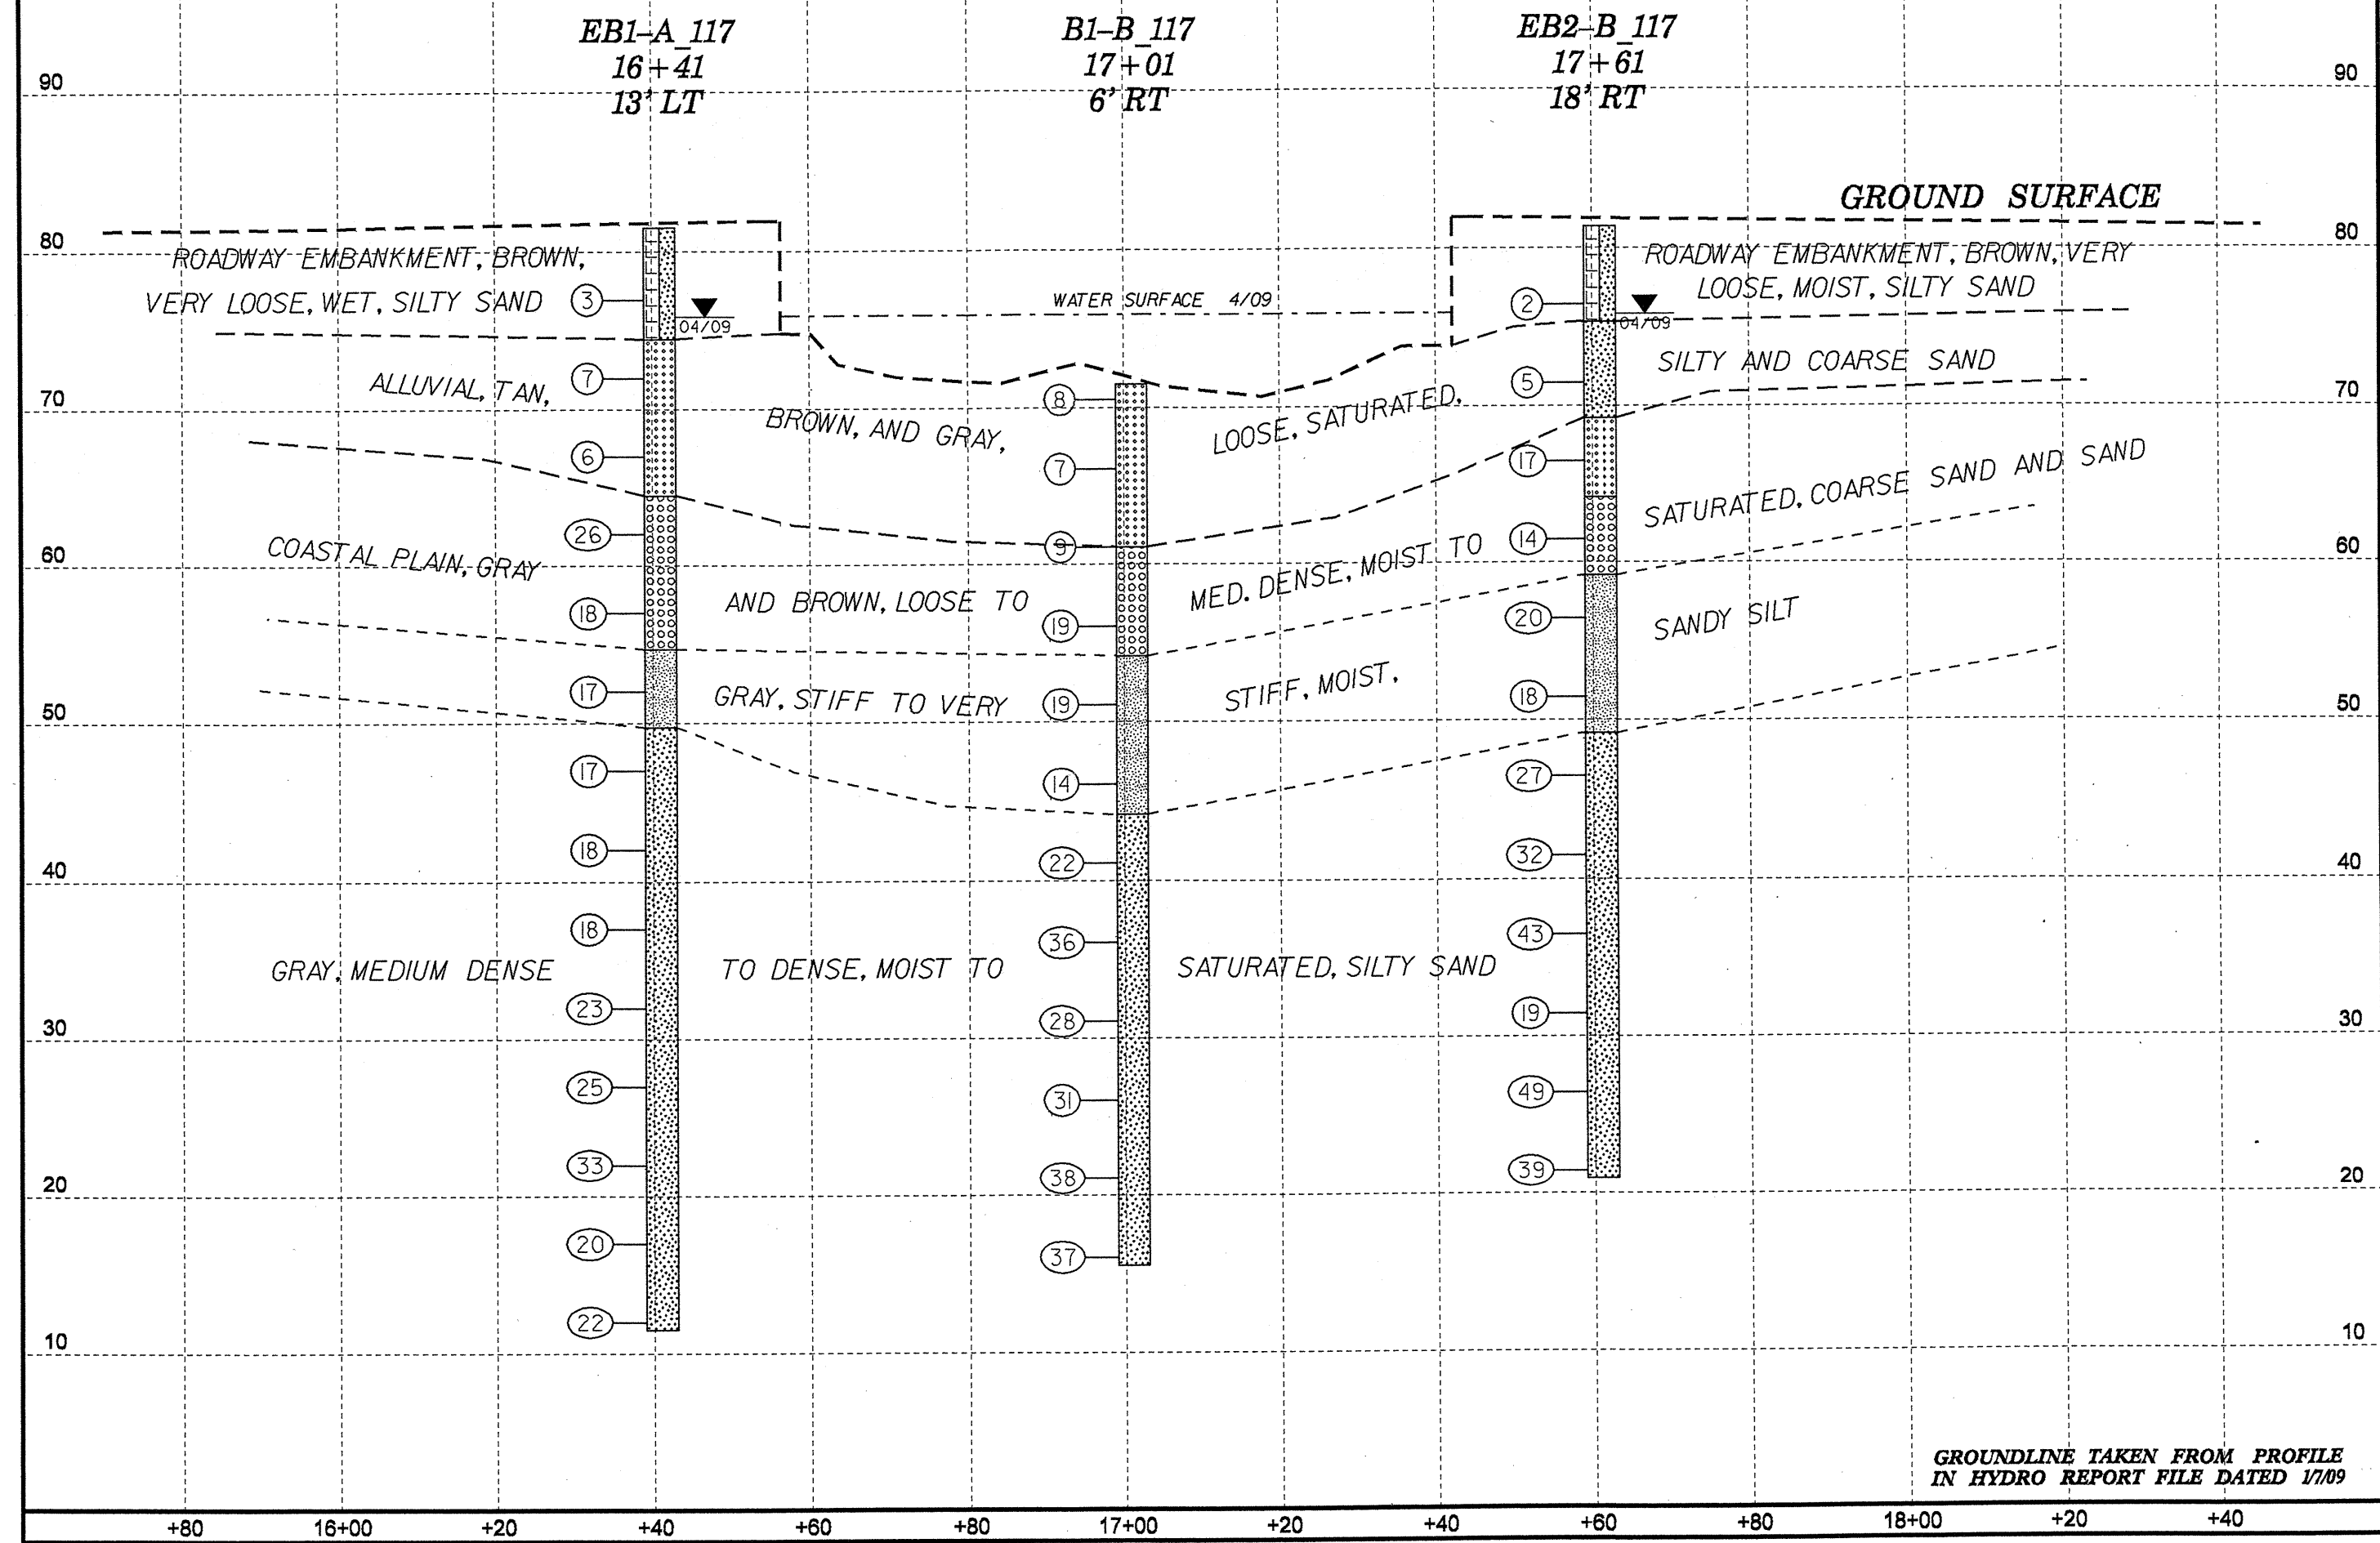 EB1-A_117
16+41
13' LT
B1-B_117
17+01
6' RT
EB2-B_117
17+61
18' RT
90
90
GROUND SURFACE
80
80
ROADWAY EMBANKMENT, BROWN,
VERY LOOSE, WET, SILTY SAND
3
04/09
WATER SURFACE 4/09
2
04/09
ROADWAY EMBANKMENT, BROWN, VERY
LOOSE, MOIST, SILTY SAND
ALLUVIAL, TAN,
7
BROWN, AND GRAY,
8
LOOSE, SATURATED,
5
SILTY AND COARSE SAND
70
70
6
7
17
COASTAL PLAIN, GRAY
26
AND BROWN, LOOSE TO
9
MED. DENSE, MOIST TO
14
SATURATED, COARSE SAND AND SAND
60
60
18
19
20
GRAY, STIFF TO VERY
STIFF, MOIST,
SANDY SILT
17
19
18
50
50
17
14
27
18
22
32
40
40
18
36
43
GRAY, MEDIUM DENSE
TO DENSE, MOIST TO
SATURATED, SILTY SAND
23
28
19
30
30
25
31
49
33
38
39
20
20
20
37
22
10
10
GROUNDLINE TAKEN FROM PROFILE
IN HYDRO REPORT FILE DATED 1/7/09
+80
16+00
+20
+40
+60
+80
17+00
+20
+40
+60
+80
18+00
+20
+40